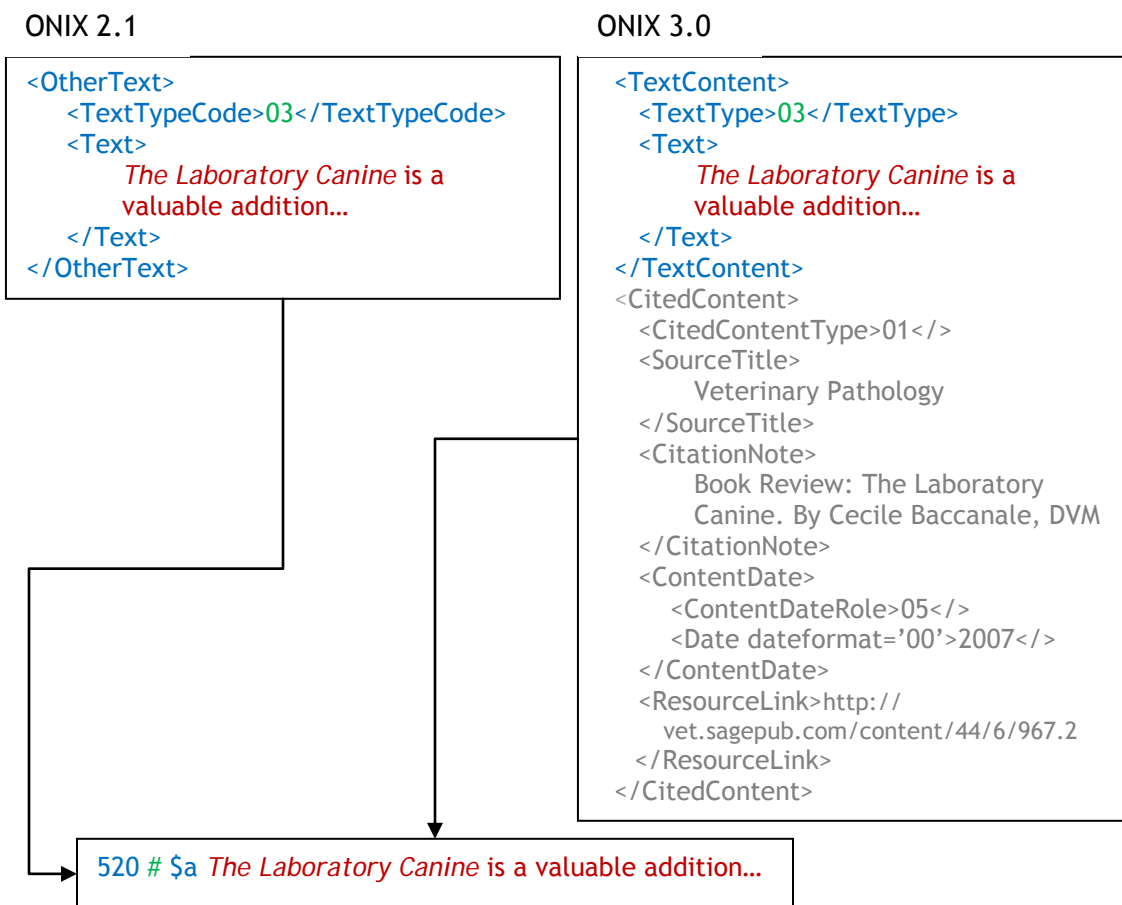 ONIX 2.1
<OtherText>
<TextTypeCode>03</TextTypeCode>
<Text>
The Laboratory Canine is a
valuable addition…
</Text>
</OtherText>
ONIX 3.0
<TextContent>
<TextType>03</TextType>
<Text>
The Laboratory Canine is a
valuable addition…
</Text>
</TextContent>
<CitedContent>
<CitedContentType>01</>
<SourceTitle>
Veterinary Pathology
</SourceTitle>
<CitationNote>
Book Review: The Laboratory
Canine. By Cecile Baccanale, DVM
</CitationNote>
<ContentDate>
<ContentDateRole>05</>
<Date dateformat=’00’>2007</>
</ContentDate>
<ResourceLink>http://
vet.sagepub.com/content/44/6/967.2
</ResourceLink>
</CitedContent>
520 # $a The Laboratory Canine is a valuable addition…